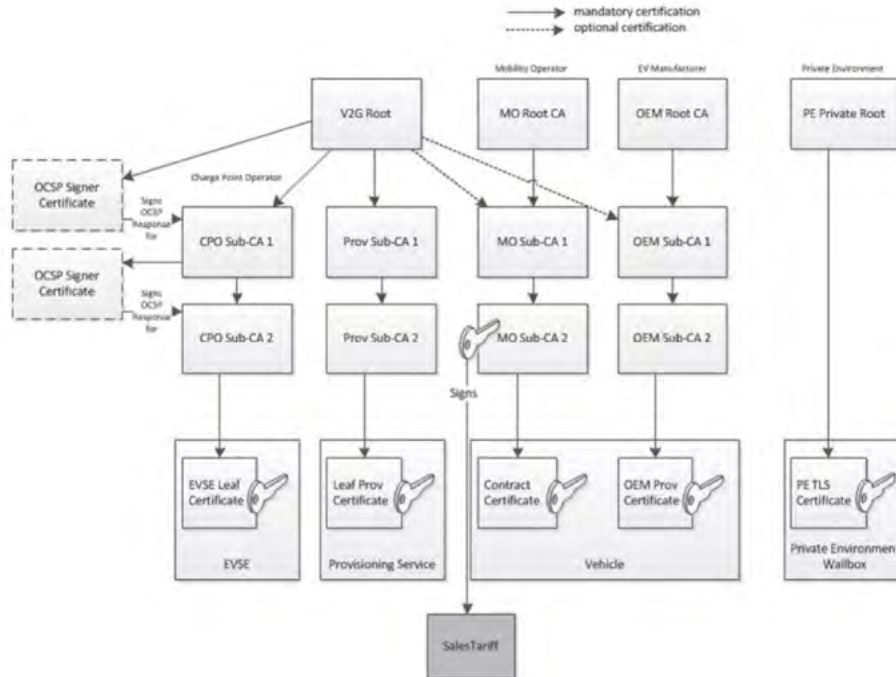 mandatory certification
optional certification
Mobility Operator
EV Manufacturer
Private Environment
V2G Root
MO Root CA
OEM Root CA
PE Private Root
OCSP Signer
Certificate
Signs
OCSP
Response
for
Charge Point Operator
CPO Sub-CA 1
Prov Sub-CA 1
MO Sub-CA 1
OEM Sub-CA 1
OCSP Signer
Certificate
Signs
OCSP
Response
for
CPO Sub-CA 2
Prov Sub-CA 2
MO Sub-CA 2
OEM Sub-CA 2
Signs
EVSE Leaf
Certificate
Leaf Prov
Certificate
Contract
Certificate
OEM Prov
Certificate
PE TLS
Certificate
EVSE
Provisioning Service
Vehicle
Private Environment
Wallbox
SalesTariff